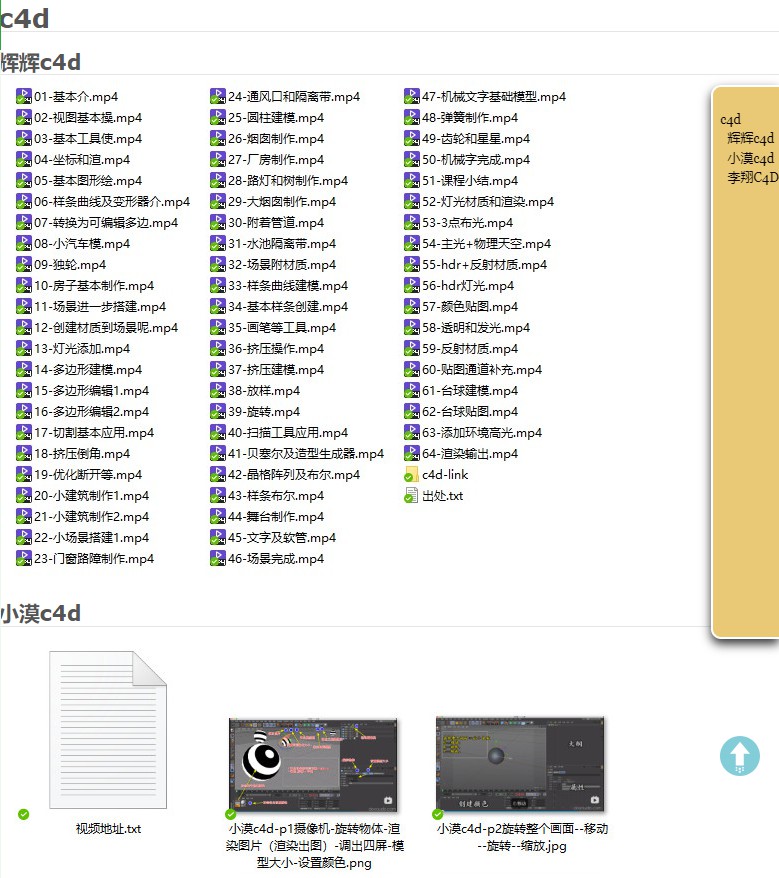 c4d
辉辉c4d
01-基本介.mp4
02-视图基本操.mp4
03-基本工具使.mp4
04-坐标和渲.mp4
05-基本图形绘.mp4
06-样条曲线及变形器介.mp4
07-转换为可编辑多边.mp4
08-小汽车模.mp4
09-独轮.mp4
10-房子基本制作.mp4
11-场景进一步搭建.mp4
12-创建材质到场景呢.mp4
13-灯光添加.mp4
14-多边形建模.mp4
15-多边形编辑1.mp4
16-多边形编辑2.mp4
17-切割基本应用.mp4
18-挤压倒角.mp4
19-优化断开等.mp4
20-小建筑制作1.mp4
21-小建筑制作2.mp4
22-小场景搭建1.mp4
23-门窗路障制作.mp4
24-通风口和隔离带.mp4
25-圆柱建模.mp4
26-烟囱制作.mp4
27-厂房制作.mp4
28-路灯和树制作.mp4
29-大烟囱制作.mp4
30-附着管道.mp4
31-水池隔离带.mp4
32-场景附材质.mp4
33-样条曲线建模.mp4
34-基本样条创建.mp4
35-画笔等工具.mp4
36-挤压操作.mp4
37-挤压建模.mp4
38-放样.mp4
39-旋转.mp4
40-扫描工具应用.mp4
41-贝塞尔及造型生成器.mp4
42-晶格阵列及布尔.mp4
43-样条布尔.mp4
44-舞台制作.mp4
45-文字及软管.mp4
46-场景完成.mp4
47-机械文字基础模型.mp4
48-弹簧制作.mp4
49-齿轮和星星.mp4
50-机械字完成.mp4
51-课程小结.mp4
52-灯光材质和渲染.mp4
53-3点布光.mp4
54-主光+物理天空.mp4
55-hdr+反射材质.mp4
56-hdr灯光.mp4
57-颜色贴图.mp4
58-透明和发光.mp4
59-反射材质.mp4
60-贴图通道补充.mp4
61-台球建模.mp4
62-台球贴图.mp4
63-添加环境高光.mp4
64-渲染输出.mp4
c4d-link
出处.txt
c4d
辉辉c4d
小漠c4d
李翔C4D
小漠c4d
大纲
创建颜色
视频地址.txt
小漠c4d-p1摄像机-旋转物体-渲
染图片（渲染出图）-调出四屏-模
型大小-设置颜色.png
小漠c4d-p2旋转整个画面--移动
--旋转--缩放.jpg